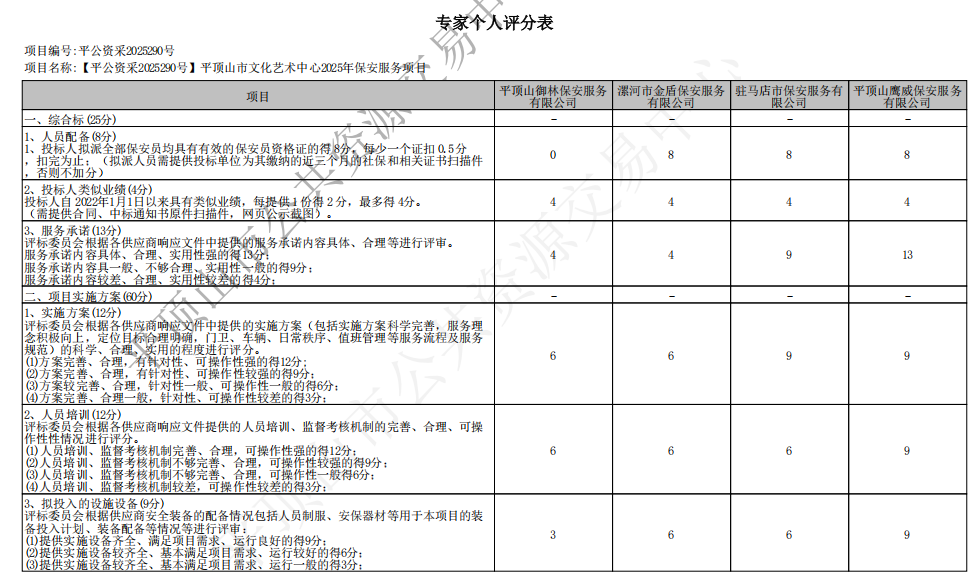 专家个人评分表
项目编号:平公资采2025290号
项目名称:【平公资采2025290号】平顶山市文化艺术中心2025年保安服务项目
项目 平顶山御林保安服务有限公司 漯河市金盾保安服务有限公司 驻马店市保安服务有限公司 平顶山鹰威保安服务有限公司
一、综合标(25分) - - - -
1、人员配备(8分)
1、投标人拟派全部保安员均具有有效的保安员资格证的得8分，每少一个证扣0.5分
，扣完为止；（拟派人员需提供投标单位为其缴纳的近三个月的社保和相关证书扫描件
，否则不加分） 0 8 8 8
2、投标人类似业绩(4分)
投标人自2022年1月1日以来具有类似业绩，每提供1份得2分，最多得4分。
（需提供合同、中标通知书原件扫描件，网页公示截图）。 4 4 4 4
3、服务承诺(13分)
评标委员会根据各供应商响应文件中提供的服务承诺内容具体、合理等进行评审。
服务承诺内容具体、合理、实用性强的得13分；
服务承诺内容具一般、不够合理、实用性一般的得9分；
服务承诺内容较差、合理、实用性较差的得4分； 4 4 9 13
二、项目实施方案(60分) - - - -
1、实施方案(12分)
评标委员会根据各供应商响应文件中提供的实施方案（包括实施方案科学完善，服务理
念积极向上，定位目标合理明确，门卫、车辆、日常秩序、值班管理等服务流程及服务
规范）的科学、合理、实用的程度进行评分。
(1)方案完善、合理，有针对性、可操作性强的得12分；
(2)方案完善、合理，有针对性、可操作性较强的得9分；
(3)方案较完善、合理，针对性一般、可操作性一般的得6分；
(4)方案完善、合理一般，针对性、可操作性较差的得3分； 6 6 9 9
2、人员培训(12分)
评标委员会根据各供应商响应文件提供的人员培训、监督考核机制的完善、合理、可操
作性性情况进行评分。
(1)人员培训、监督考核机制完善、合理，可操作性强的得12分；
(2)人员培训、监督考核机制不够完善、合理，可操作性较强的得9分；
(3)人员培训、监督考核机制不够完善、合理，可操作性一般得6分；
(4)人员培训、监督考核机制较差，可操作性较差的得3分； 6 6 6 9
3、拟投入的设施设备(9分)
评标委员会根据供应商安全装备的配备情况包括人员制服、安保器材等用于本项目的装
备投入计划、装备配备等情况等进行评审；
(1)提供实施设备齐全、满足项目需求、运行良好的得9分；
(2)提供实施设备较齐全、基本满足项目需求、运行较好的得6分；
(3)提供实施设备较齐全、基本满足项目需求、运行一般的得3分； 3 6 6 9
平顶山市公共资源交易中心
平顶山市公共资源交易中心